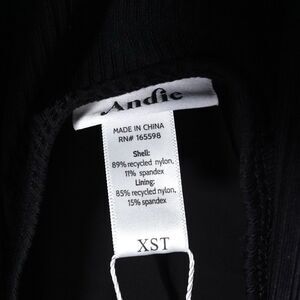 Andie
MADE IN CHINA
RN# 165598
Shell:
89% recycled nylon,
11% spandex
Lining:
85% recycled nylon,
15% spandex
XST